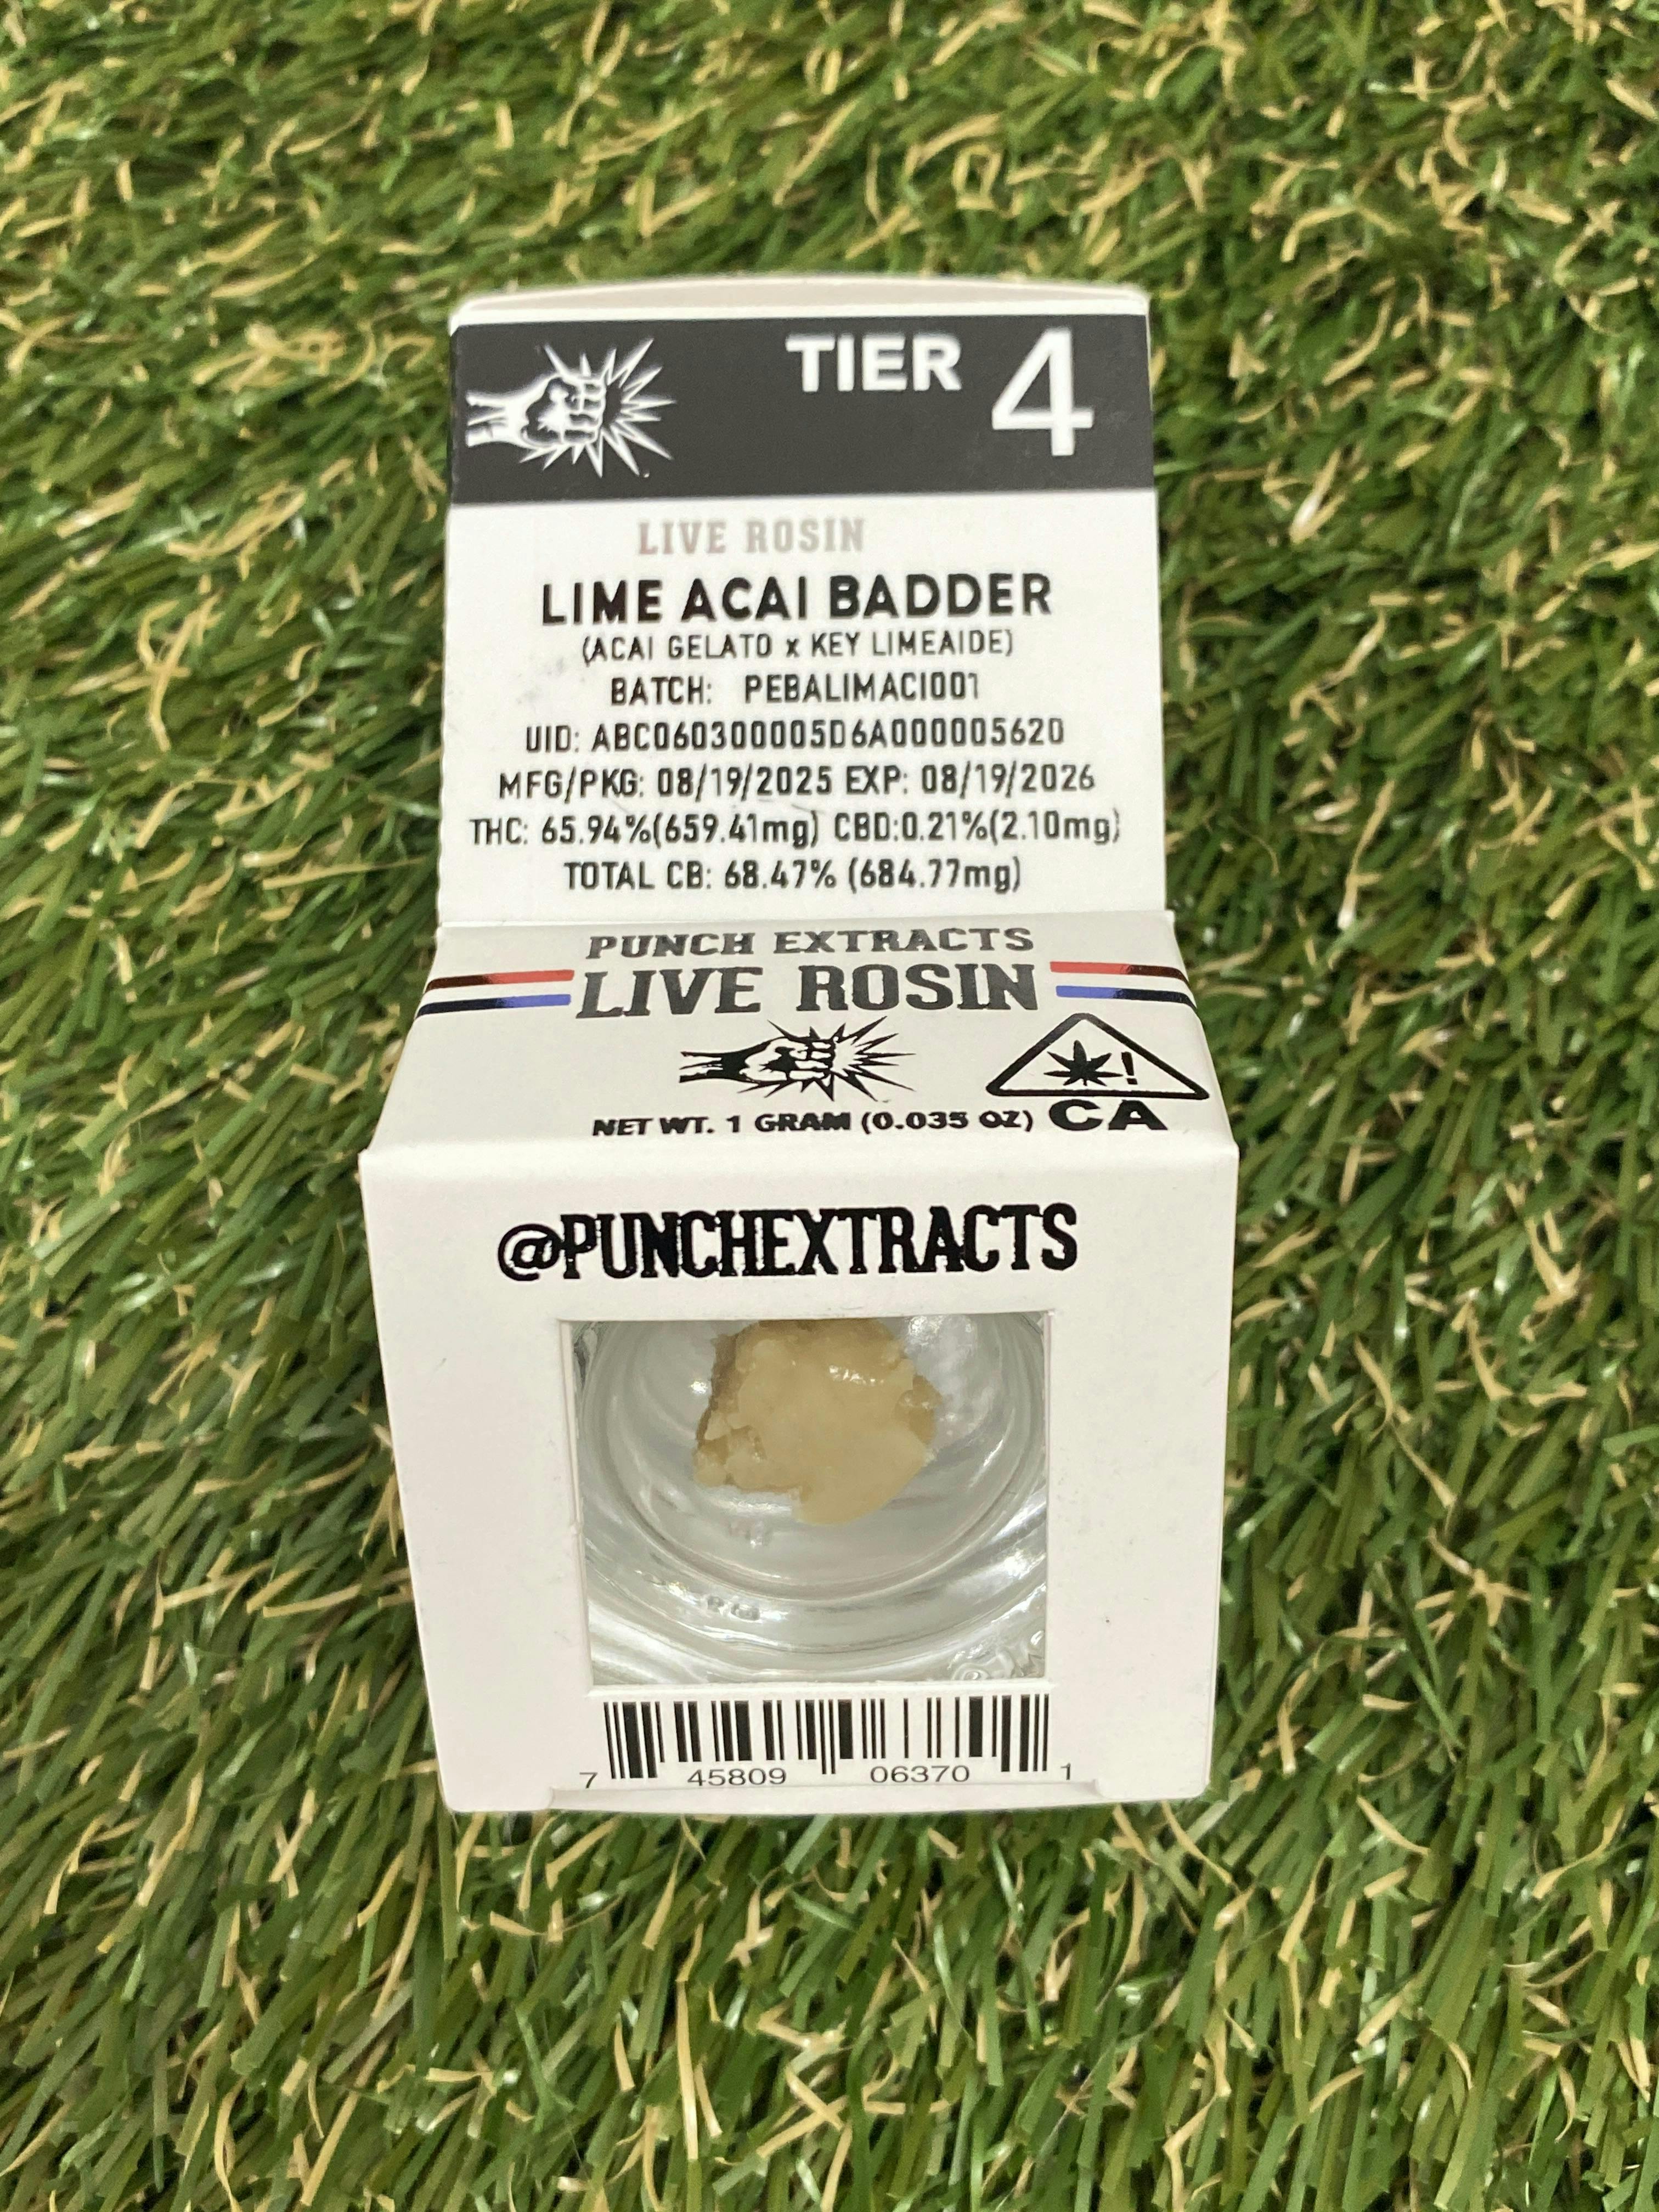 TIER 4
LIVE ROSIN
LIME ACAI BADDER
(ACAI GELATO x KEY LIMEAIDE)
BATCH: PEBALIMACI001
UID: ABC060300005D6A000005620
MFG/PKG: 08/19/2025 EXP: 08/19/2026
THC: 65.94%(659.41mg) CBD:0.21%(2.10mg)
TOTAL CB: 68.47% (684.77mg)
PUNCH EXTRACTS
LIVE ROSIN
!
NET WT. 1 GRAM (0.035 OZ) CA
@PUNCHEXTRACTS
7 45809 06370 1